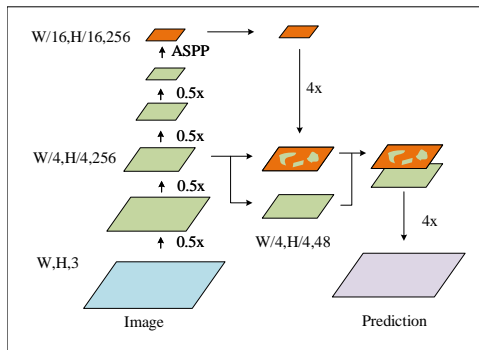 W/16,H/16,256
ASPP
0.5x
4x
0.5x
W/4,H/4,256
0.5x
W/4,H/4,48
4x
0.5x
W,H,3
Image
Prediction